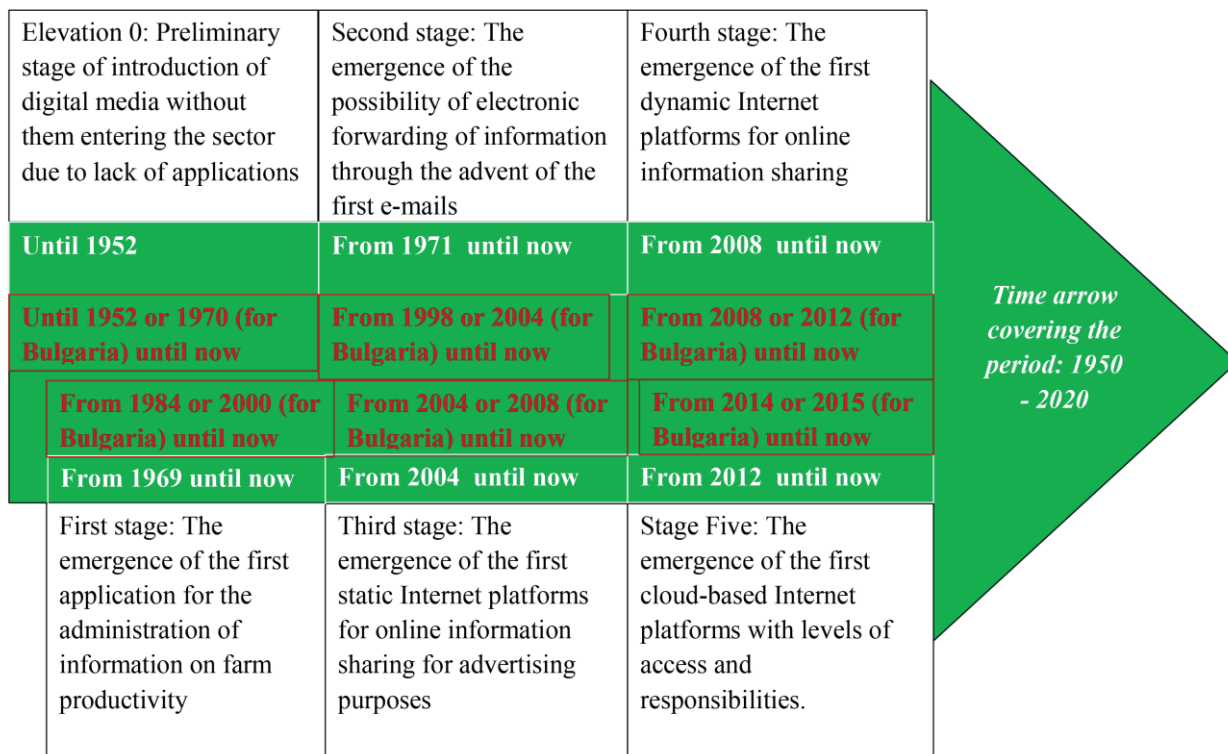 Elevation 0: Preliminary
stage of introduction of
digital media without
them entering the sector
due to lack of applications
Second stage: The
emergence of the
possibility of electronic
forwarding of information
through the advent of the
first e-mails
Fourth stage: The
emergence of the first
dynamic Internet
platforms for online
information sharing
Until 1952
From 1971 until now
From 2008 until now
Until 1952 or 1970 (for
Bulgaria) until now
From 1998 or 2004 (for
Bulgaria) until now
From 2008 or 2012 (for
Bulgaria) until now
From 1984 or 2000 (for
Bulgaria) until now
From 2004 or 2008 (for
Bulgaria) until now
From 2014 or 2015 (for
Bulgaria) until now
From 1969 until now
From 2004 until now
From 2012 until now
First stage: The
emergence of the first
application for the
administration of
information on farm
productivity
Third stage: The
emergence of the first
static Internet platforms
for online information
sharing for advertising
purposes
Stage Five: The
emergence of the first
cloud-based Internet
platforms with levels of
access and
responsibilities.
Time arrow
covering the
period: 1950
- 2020